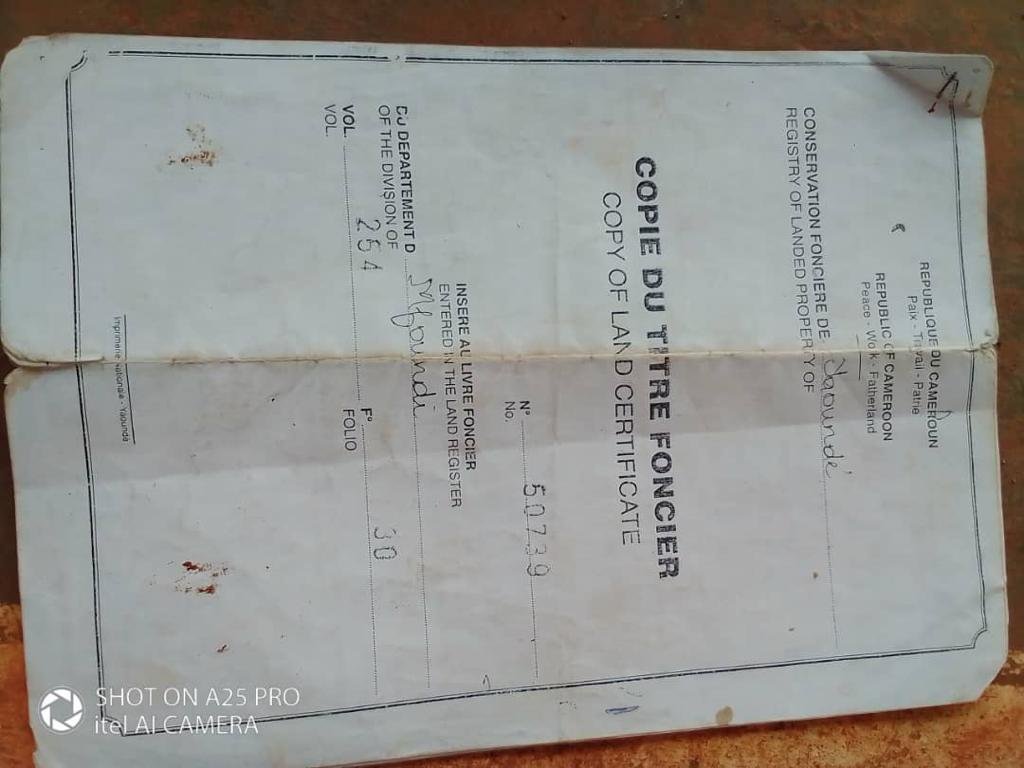 REPUBLIQUE DU CAMEROUN
Paix - Travail - Patrie
REPUBLIC OF CAMEROON
Peace - Work - Fatherland
CONSERVATION FONCIERE DE Yaoundé
REGISTRY OF LANDED PROPERTY OF
COPIE DU TITRE FONCIER
COPY OF LAND CERTIFICATE
N° 50739
No.
INSERE AU LIVRE FONCIER
ENTERED IN THE LAND REGISTER
DU DEPARTEMENT D Mfoundi
OF THE DIVISION OF
VOL. 254 F° 30
VOL. FOLIO
Imprimerie Nationale - Yaounde
SHOT ON A25 PRO
itel AI CAMERA